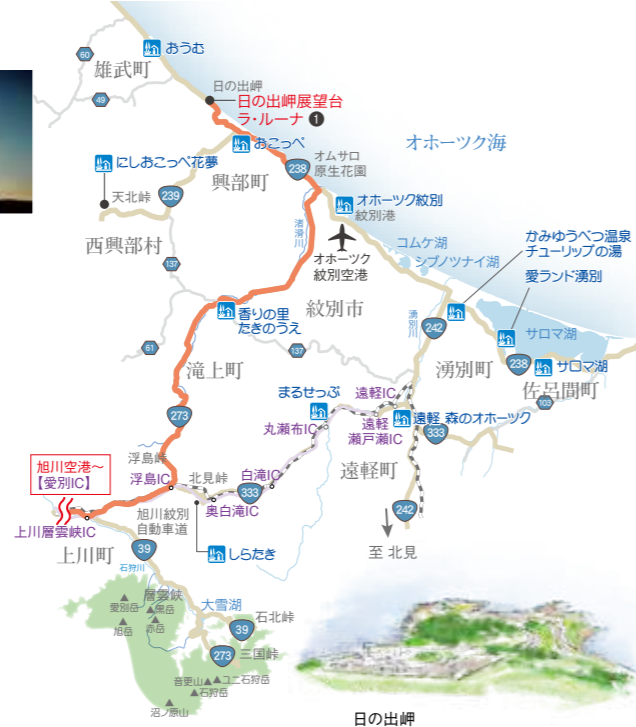 おうむ
60
雄武町
49
日の出岬
日の出岬展望台
ラ・ルーナ ❶
オホーツク海
おこっぺ
238
オムサロ
原生花園
にしおこっぺ花夢
天北峠
239
興部町
オホーツク紋別
紋別港
渚滑川
西興部村
137
オホーツク
紋別空港
コムケ湖
シブノツナイ湖
かみゆうべつ温泉
チューリップの湯
愛ランド湧別
香りの里
たきのうえ
紋別市
湧別川
242
サロマ湖
61
137
滝上町
湧別町
238
サロマ湖
佐呂間町
103
273
まるせっぷ
遠軽IC
丸瀬布IC
遠軽
瀬戸瀬IC
遠軽 森のオホーツク
333
浮島峠
旭川空港~
【愛別IC】
浮島IC
北見峠
白滝IC
333
奥白滝IC
遠軽町
上川層雲峡IC
旭川紋別
自動車道
242
上川町
39
しらたき
至 北見
石狩川
層雲峡
愛別岳
黒岳
旭岳
赤岳
大雪湖
石北峠
39
273
三国峠
音更山
ユニ石狩岳
石狩岳
沼ノ原山
日の出岬